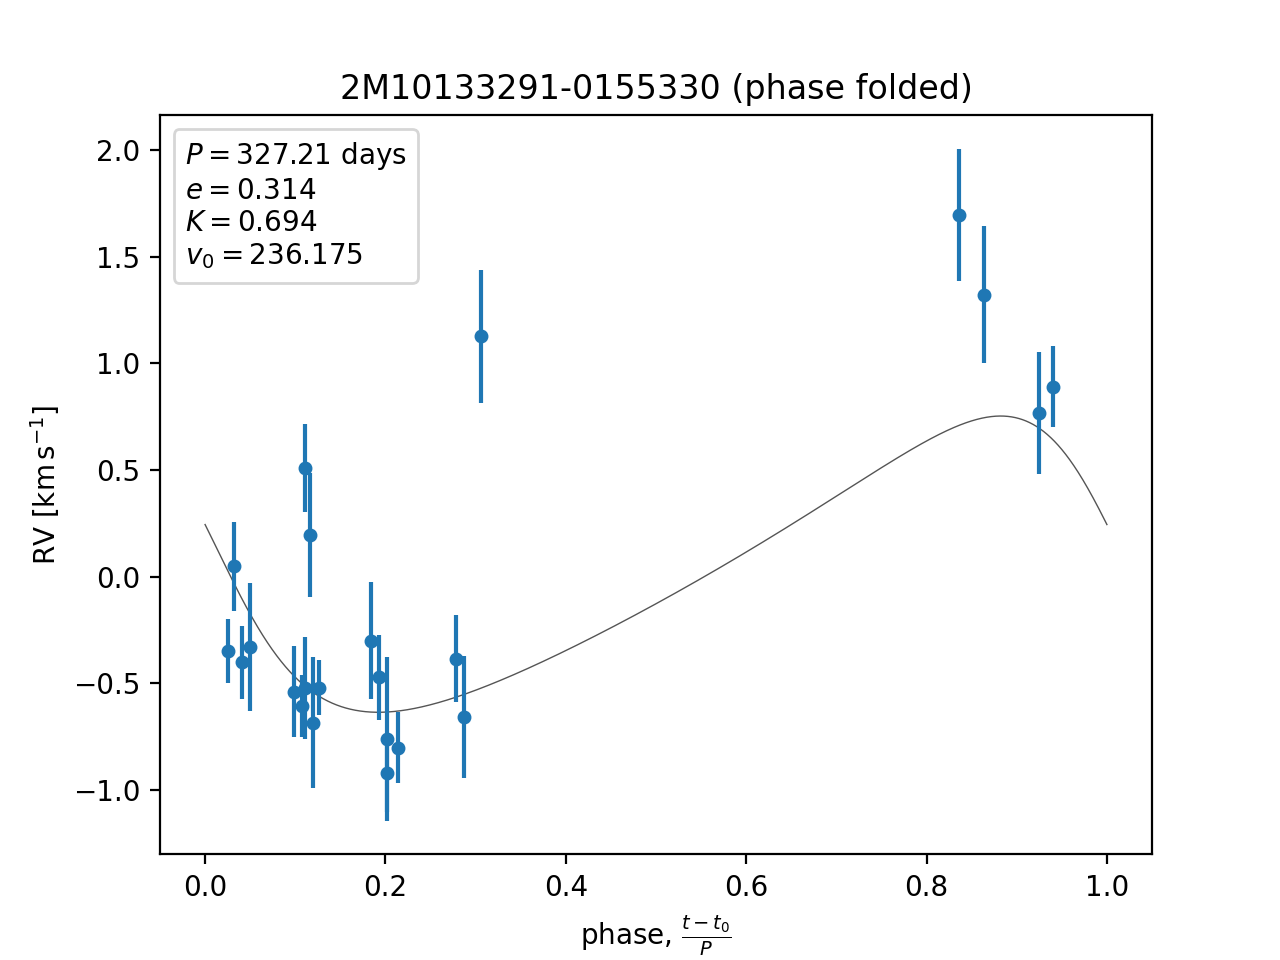 2M10133291-0155330 (phase folded)
P = 327.21 days
e = 0.314
K = 0.694
v₀ = 236.175
2.0
1.5
1.0
0.5
0.0
−0.5
−1.0
RV [km s⁻¹]
0.0 0.2 0.4 0.6 0.8 1.0
phase, (t − t₀)/P